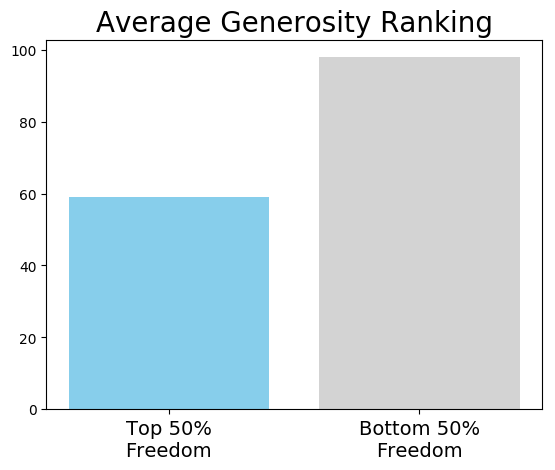 Average Generosity Ranking
100
80
60
40
20
0
Top 50%
Freedom
Bottom 50%
Freedom